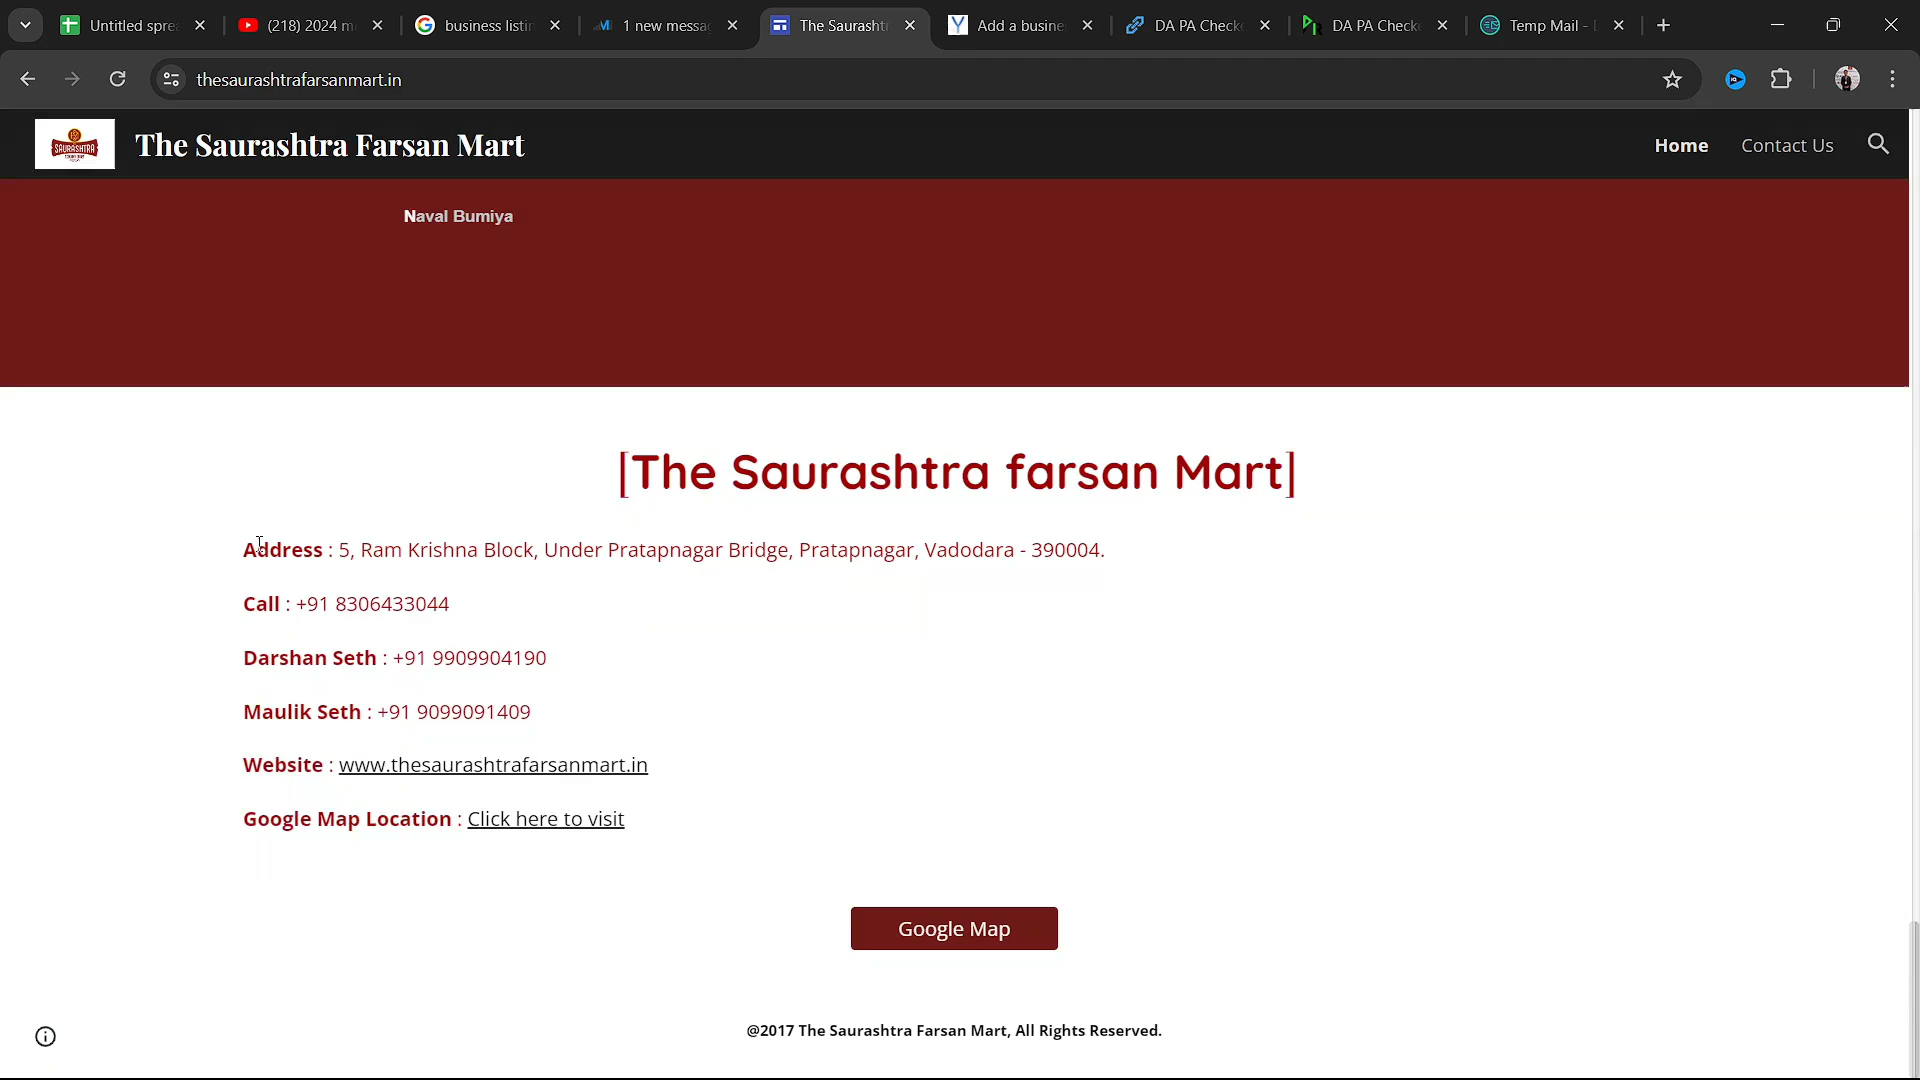 Untitled spre
(218) 2024 m
business listin
1 new messag
The Saurasht
Add a busine
DA PA Check
DA PA Check
Temp Mail -
thesaurashtrafarsanmart.in
SAURASHTRA
The Saurashtra Farsan Mart
Home
Contact Us
Naval Bumiya
[The Saurashtra farsan Mart]
Address : 5, Ram Krishna Block, Under Pratapnagar Bridge, Pratapnagar, Vadodara - 390004.
Call : +91 8306433044
Darshan Seth : +91 9909904190
Maulik Seth : +91 9099091409
Website : www.thesaurashtrafarsanmart.in
Google Map Location : Click here to visit
Google Map
@2017 The Saurashtra Farsan Mart, All Rights Reserved.